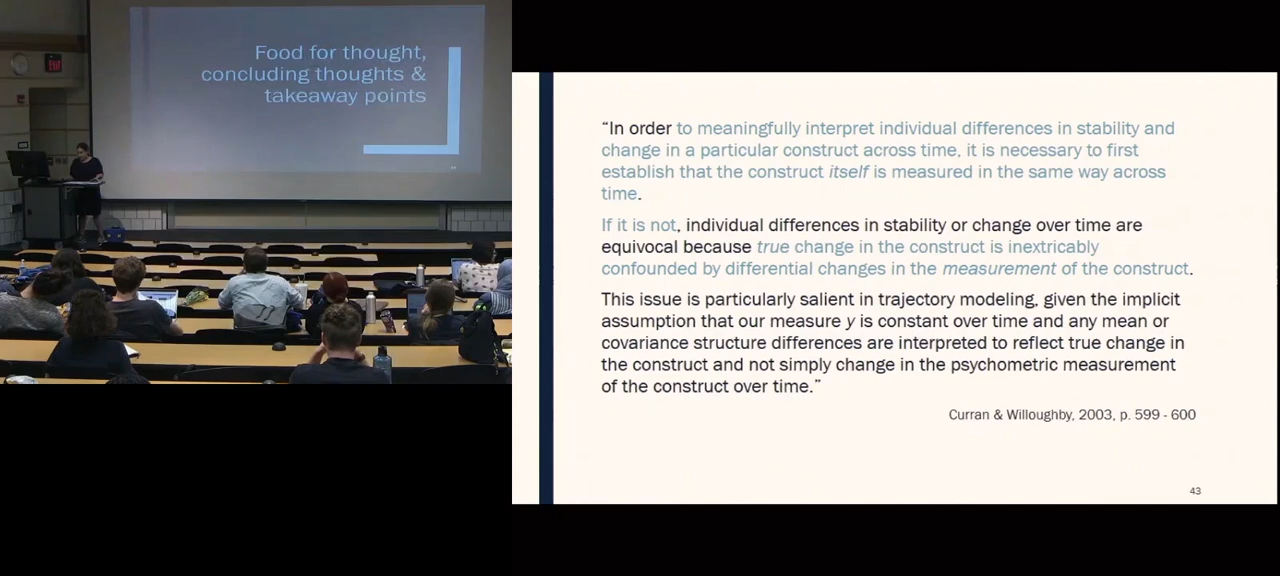 Food for thought,
concluding thoughts &
takeaway points
“In order to meaningfully interpret individual differences in stability and
change in a particular construct across time, it is necessary to first
establish that the construct itself is measured in the same way across
time.
If it is not, individual differences in stability or change over time are
equivocal because true change in the construct is inextricably
confounded by differential changes in the measurement of the construct.
This issue is particularly salient in trajectory modeling, given the implicit
assumption that our measure y is constant over time and any mean or
covariance structure differences are interpreted to reflect true change in
the construct and not simply change in the psychometric measurement
of the construct over time.”
Curran & Willoughby, 2003, p. 599 - 600
43